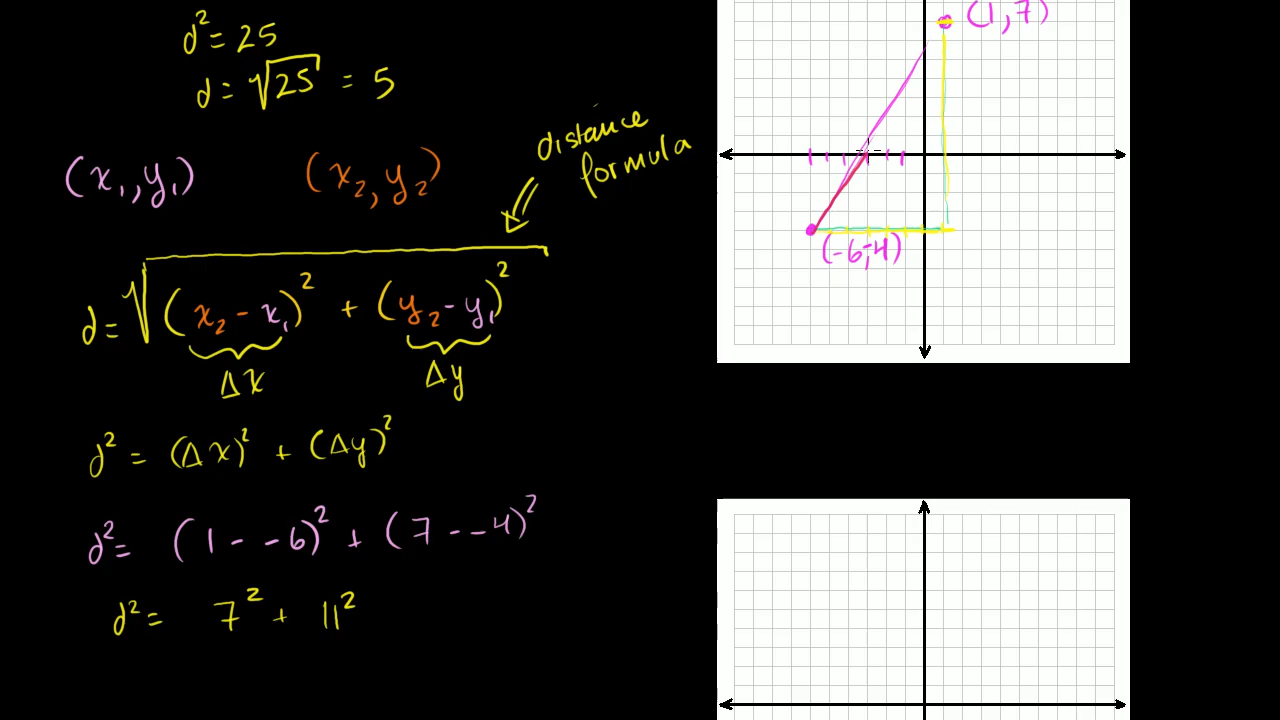 d² = 25
d = √25 = 5
(x₁, y₁) (x₂, y₂)
distance
formula
d = √(x₂ - x₁)² + (y₂ - y₁)²
Δx Δy
d² = (Δx)² + (Δy)²
d² = (1 - -6)² + (7 - -4)²
d² = 7² + 11²
(1,7)
(-6,-4)